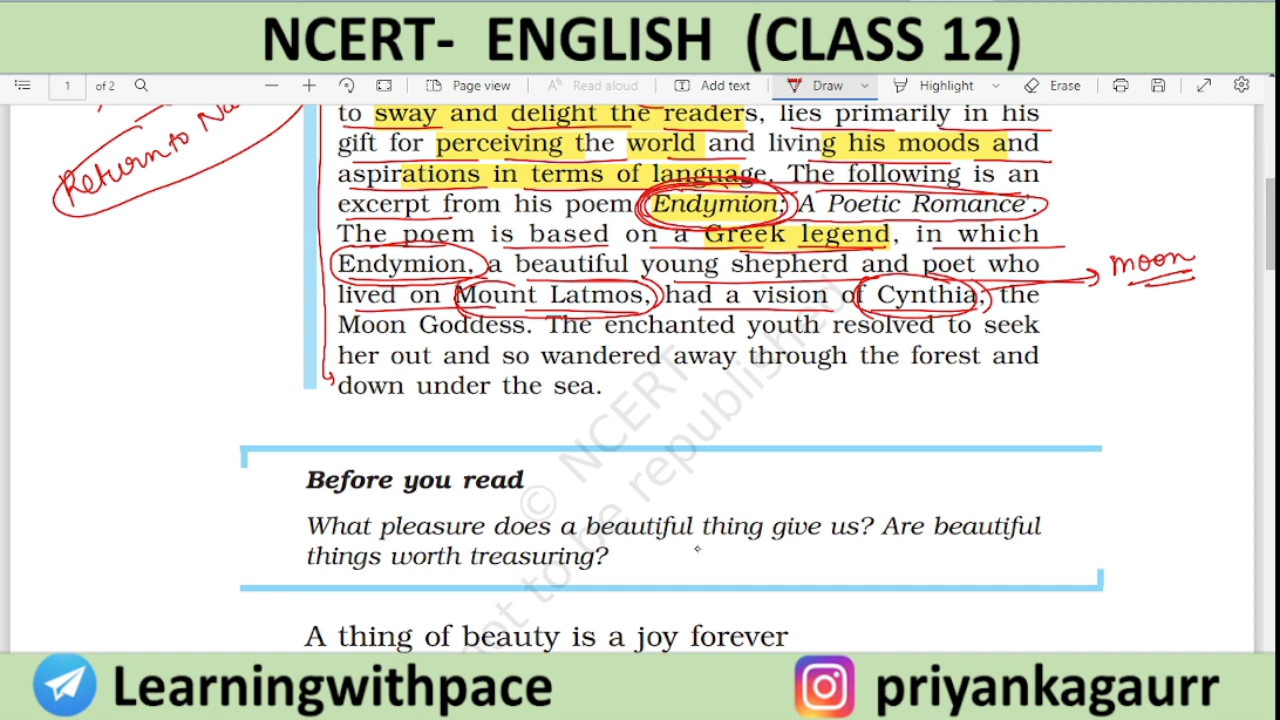 NCERT- ENGLISH (CLASS 12)
1 of 2 Page view Read aloud Add text Draw Highlight Erase
to sway and delight the readers, lies primarily in his
gift for perceiving the world and living his moods and
aspirations in terms of language. The following is an
excerpt from his poem 'Endymion; A Poetic Romance'.
The poem is based on a Greek legend, in which
Endymion, a beautiful young shepherd and poet who
lived on Mount Latmos, had a vision of Cynthia, the
Moon Goddess. The enchanted youth resolved to seek
her out and so wandered away through the forest and
down under the sea.
Return to
moon
© NCERT
not to be republished
Before you read
What pleasure does a beautiful thing give us? Are beautiful
things worth treasuring?
A thing of beauty is a joy forever
Learningwithpace priyankagaurr